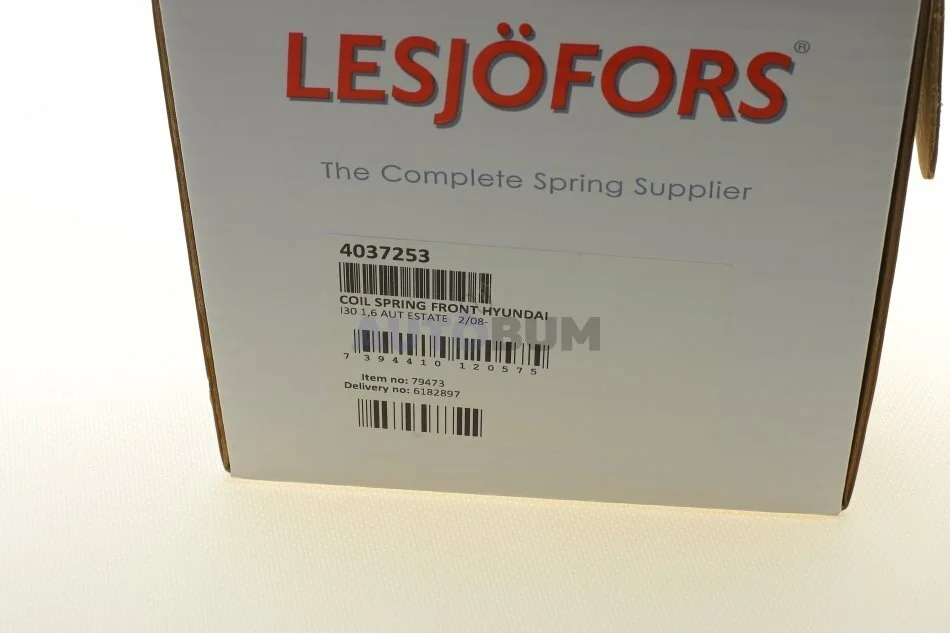 LESJÖFORS®
The Complete Spring Supplier
4037253
COIL SPRING FRONT HYUNDAI
I30 1,6 AUT ESTATE 2/08-
AUTOBUM
7 394410 120575
Item no: 79473
Delivery no: 6182897